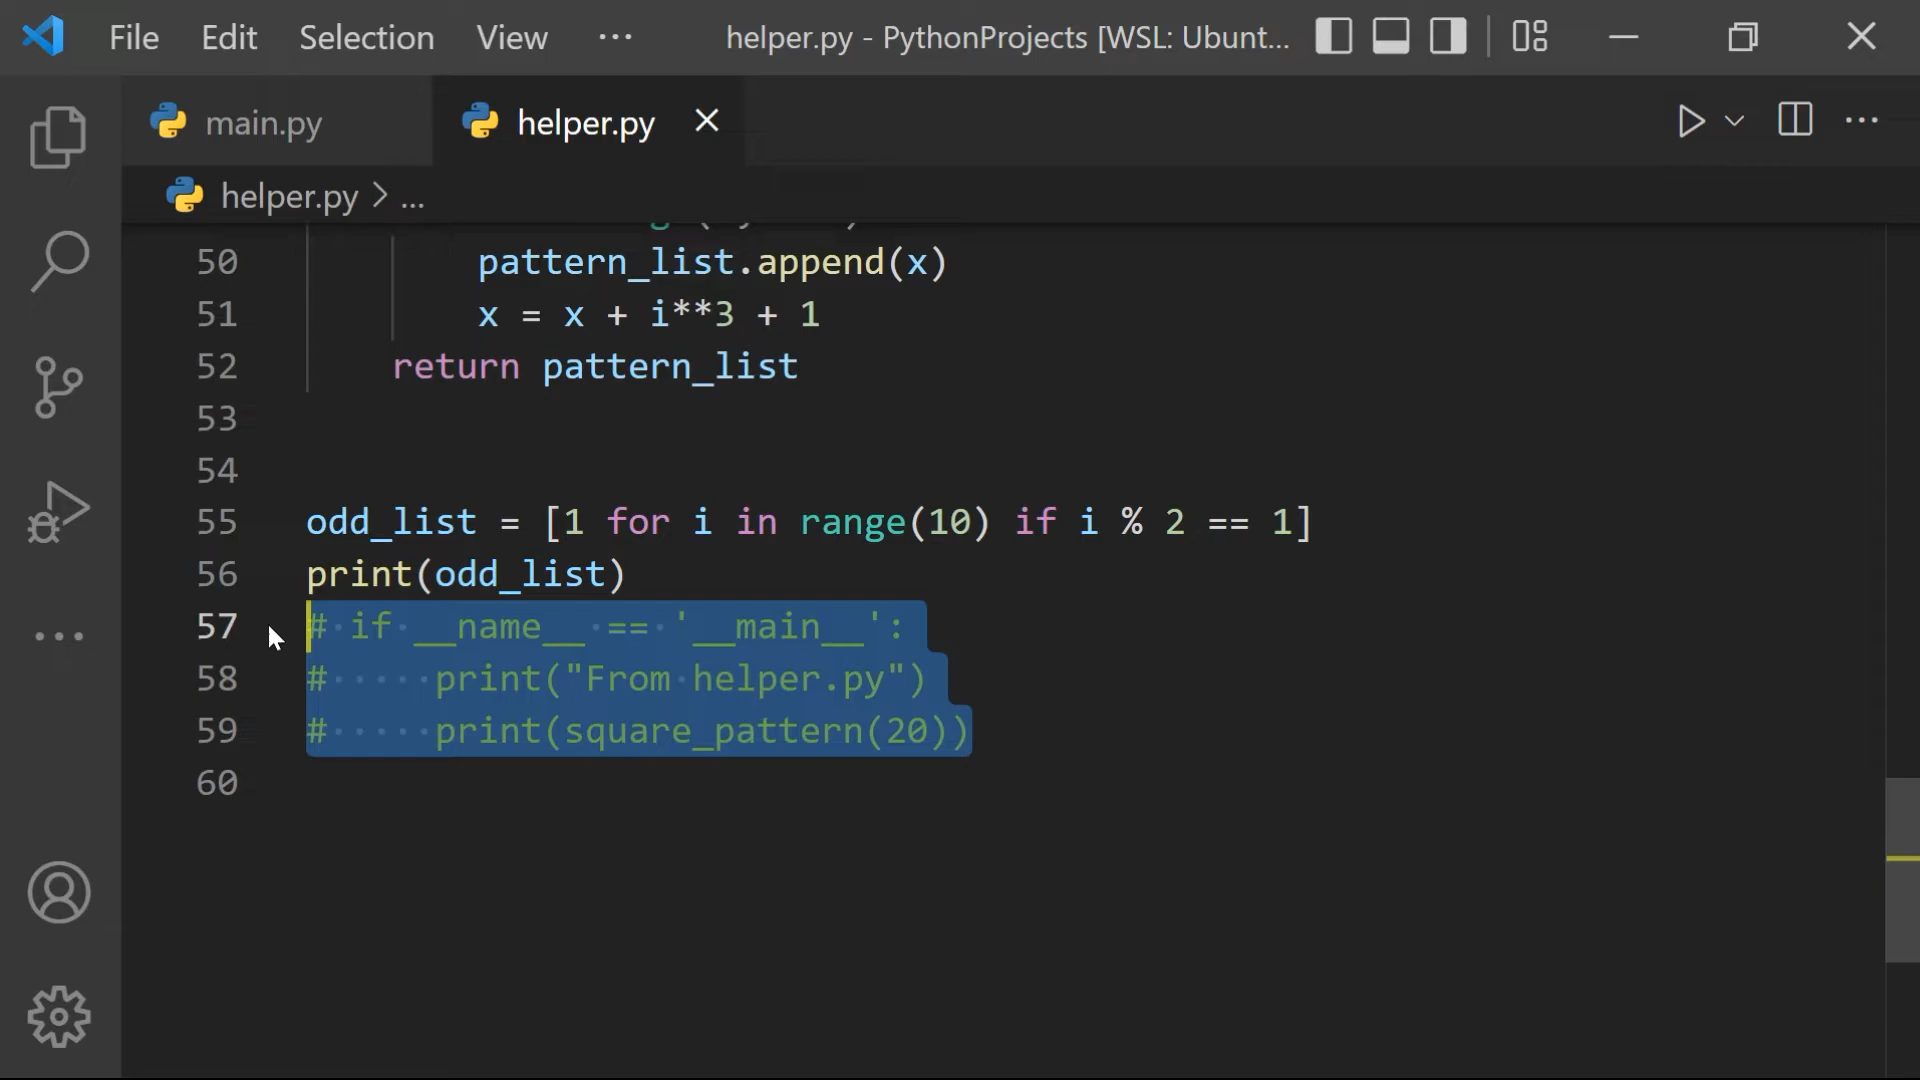 File Edit Selection View ··· helper.py - PythonProjects [WSL: Ubunt...
main.py helper.py
helper.py > ...
50 pattern_list.append(x)
51 x = x + i**3 + 1
52 return pattern_list
53
54
55 odd_list = [1 for i in range(10) if i % 2 == 1]
56 print(odd_list)
57 # if __name__ == '__main__':
58 #     print("From helper.py")
59 #     print(square_pattern(20))
60